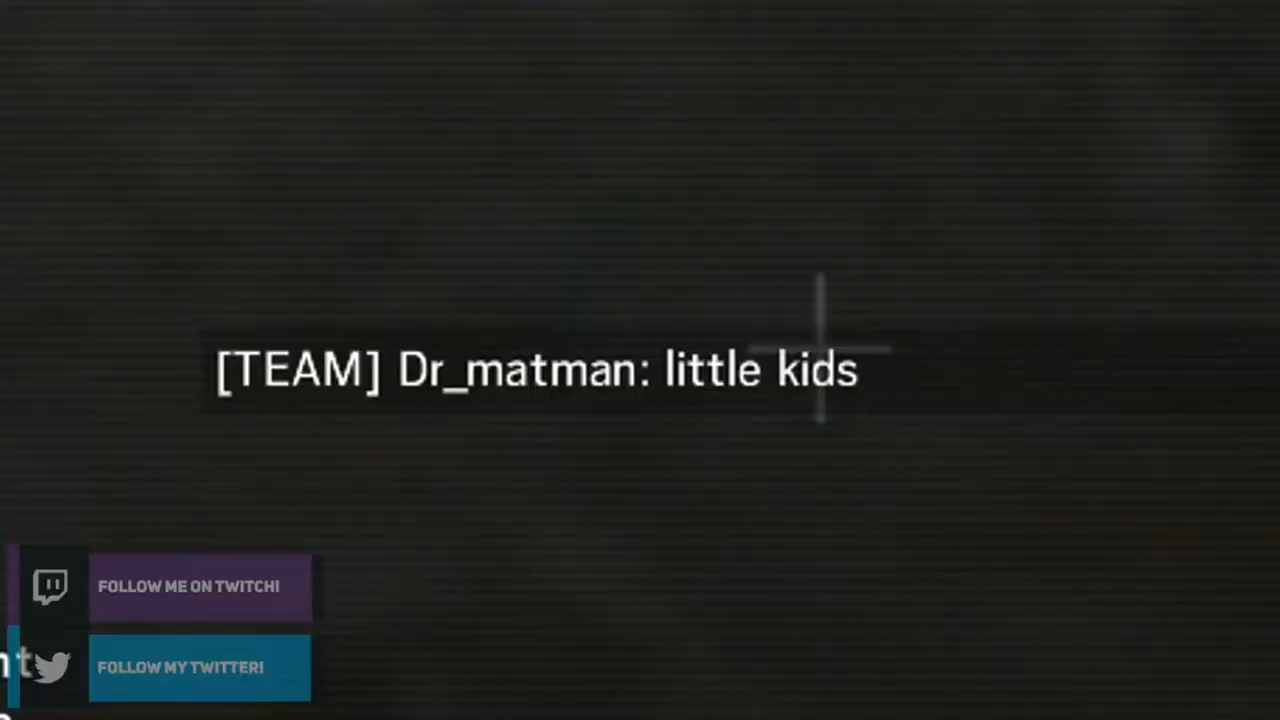 [TEAM] Dr_matman: little kids
FOLLOW ME ON TWITCH!
FOLLOW MY TWITTER!